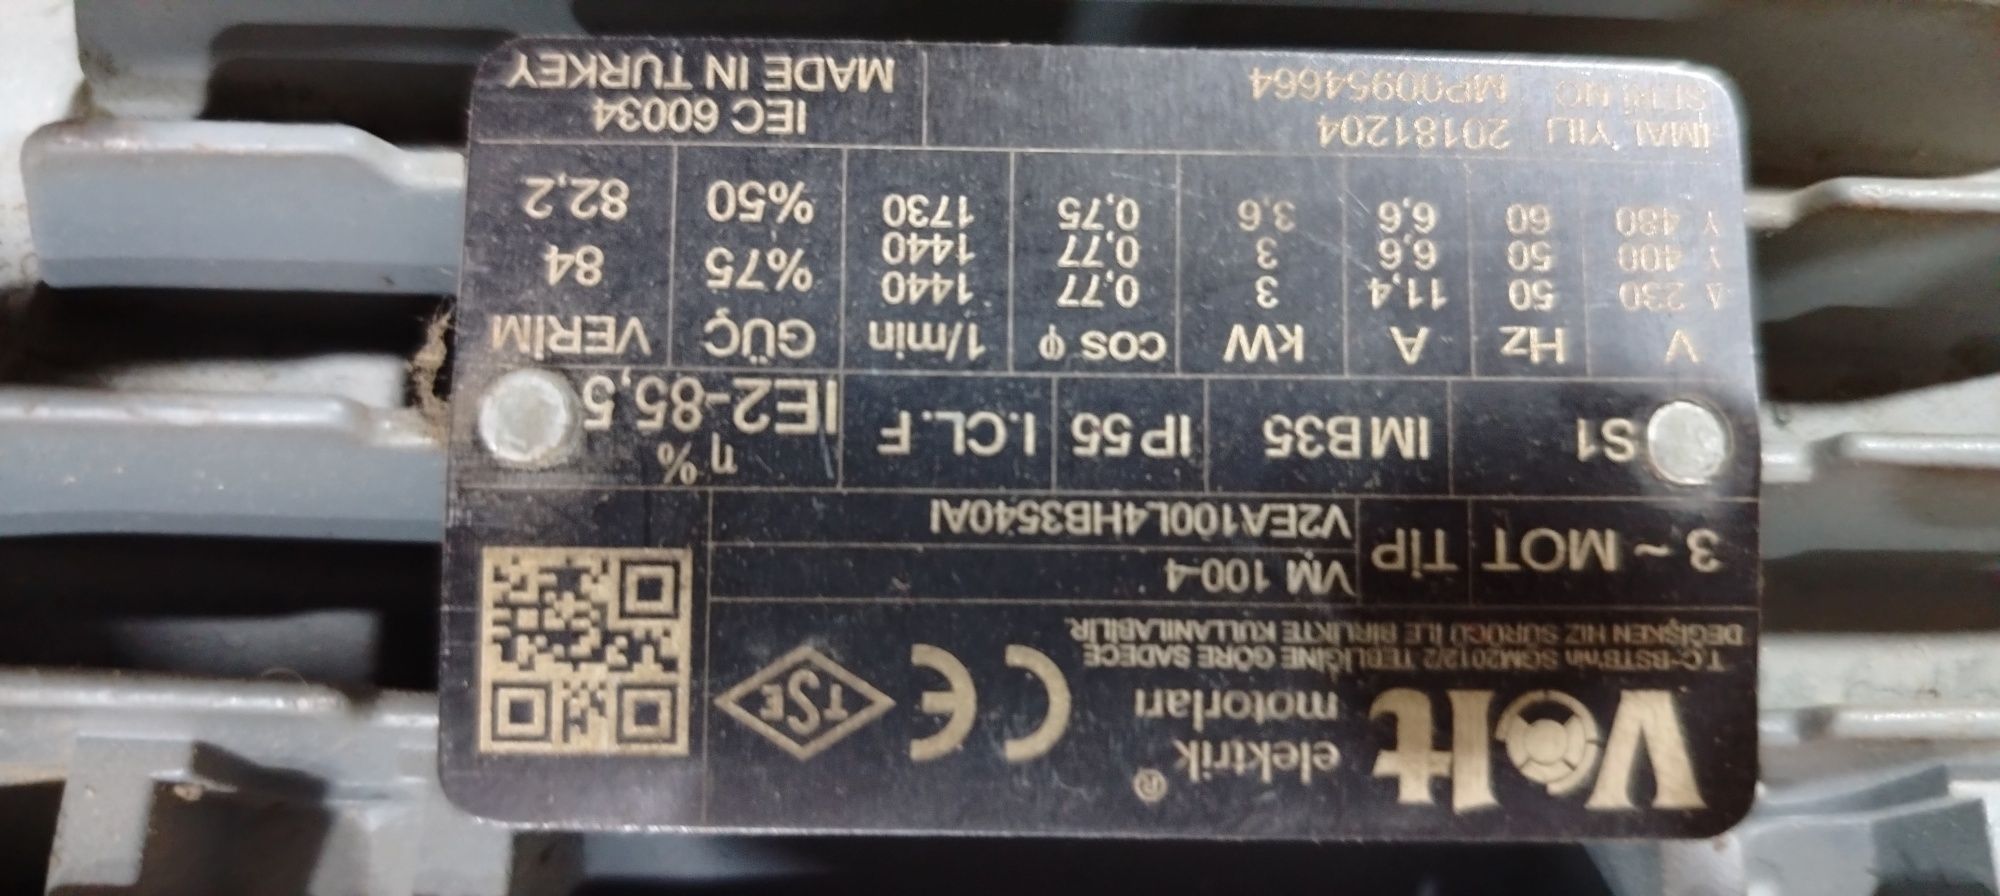 Volt elektrik motorları ®
T.C-BSTB'nin SGM2012/2 TEBLİĞİNE GÖRE SADECE
DEĞİŞKEN HIZ SÜRÜCÜ İLE BİRLİKTE KULLANILABİLİR.
CE TSE
3 ~ MOT TİP VM 100-4
V2EA100L4HB3540AI
S1 IM B35 IP 55 I.CL.F η % IE2-85,5
V Hz A kW cos φ 1/min GÜÇ VERİM
Δ 230 50 11,4 3 0,77 1440 %75 84
Y 400 50 6,6 3 0,77 1440 %50 82,2
Y 480 60 6,6 3,6 0,75 1730
İMAL YILI 20181204 IEC 60034
SERİ NO MP00954664 MADE IN TURKEY